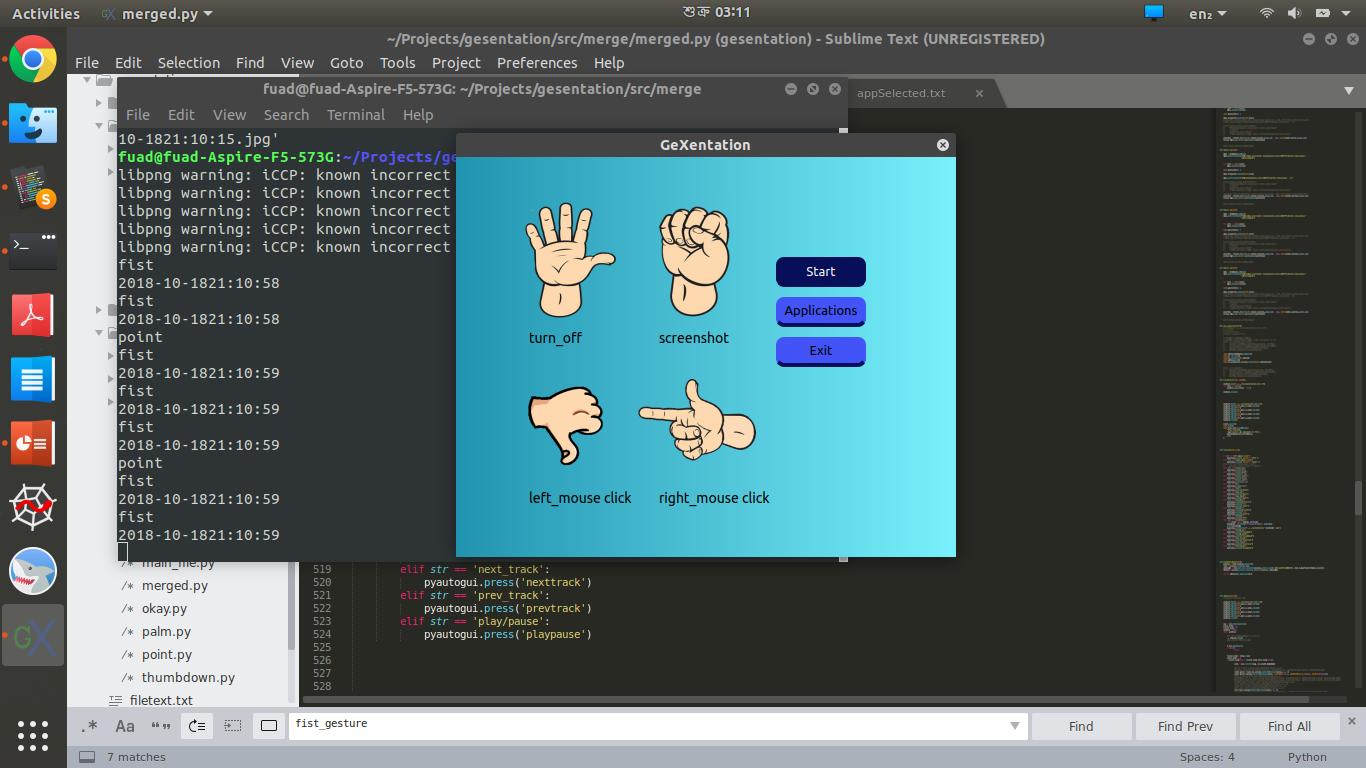 Activities
merged.py
শুক্র 03:11
en₂
~/Projects/gesentation/src/merge/merged.py (gesentation) - Sublime Text (UNREGISTERED)
File Edit Selection Find View Goto Tools Project Preferences Help
fuad@fuad-Aspire-F5-573G: ~/Projects/gesentation/src/merge
appSelected.txt
File Edit View Search Terminal Help
10-1821:10:15.jpg'
fuad@fuad-Aspire-F5-573G:~/Projects/ge
libpng warning: iCCP: known incorrect
libpng warning: iCCP: known incorrect
libpng warning: iCCP: known incorrect
libpng warning: iCCP: known incorrect
libpng warning: iCCP: known incorrect
fist
2018-10-1821:10:58
fist
2018-10-1821:10:58
point
fist
2018-10-1821:10:59
fist
2018-10-1821:10:59
fist
2018-10-1821:10:59
point
fist
2018-10-1821:10:59
fist
2018-10-1821:10:59
GeXentation
turn_off
screenshot
Start
Applications
Exit
left_mouse click
right_mouse click
main_me.py
merged.py
okay.py
palm.py
point.py
thumbdown.py
filetext.txt
519 elif str == 'next_track':
520 pyautogui.press('nexttrack')
521 elif str == 'prev_track':
522 pyautogui.press('prevtrack')
523 elif str == 'play/pause':
524 pyautogui.press('playpause')
525
526
527
528
.* Aa “” fist_gesture Find Find Prev Find All
7 matches
Spaces: 4
Python